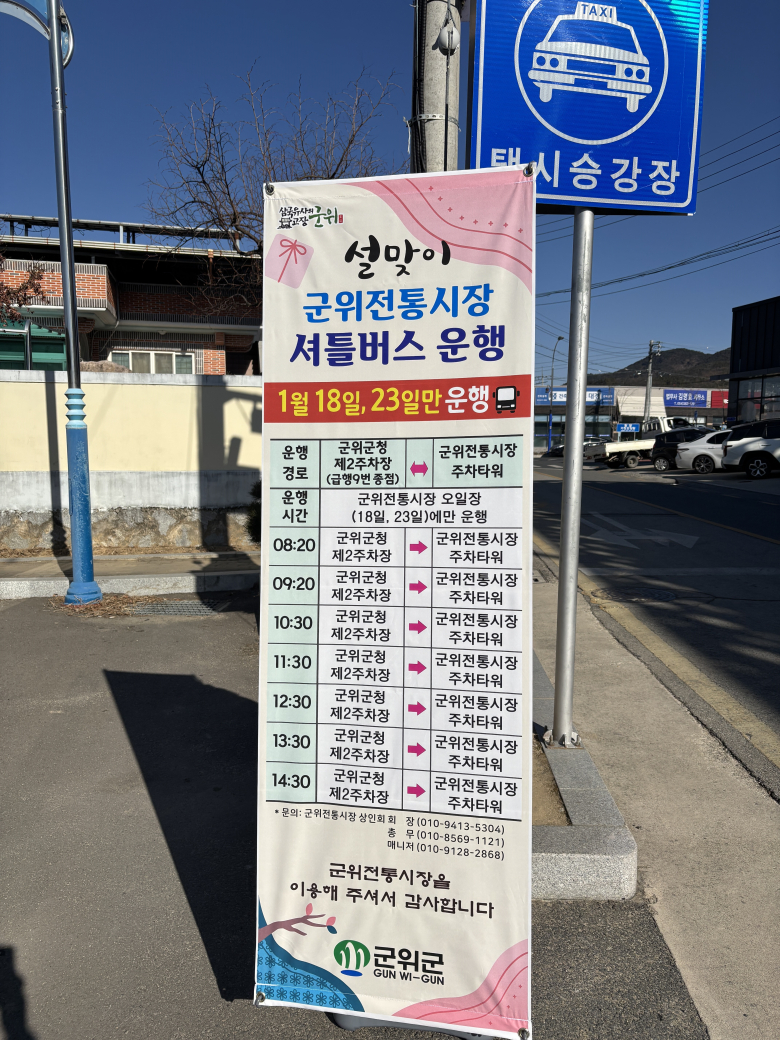 TAXI
택시승강장
삼국유사의
고장 군위
설맞이
군위전통시장
셔틀버스 운행
1월 18일, 23일만 운행
운행 경로 군위군청 제2주차장 (급행9번 종점) ↔ 군위전통시장 주차타워
운행 시간 군위전통시장 오일장 (18일, 23일)에만 운행
08:20 군위군청 제2주차장 → 군위전통시장 주차타워
09:20 군위군청 제2주차장 → 군위전통시장 주차타워
10:30 군위군청 제2주차장 → 군위전통시장 주차타워
11:30 군위군청 제2주차장 → 군위전통시장 주차타워
12:30 군위군청 제2주차장 → 군위전통시장 주차타워
13:30 군위군청 제2주차장 → 군위전통시장 주차타워
14:30 군위군청 제2주차장 → 군위전통시장 주차타워
* 문의: 군위전통시장 상인회 회 장 (010-9413-5304)
총 무 (010-8569-1121)
매니저 (010-9128-2868)
군위전통시장을
이용해 주셔서 감사합니다
군위군
GUN WI-GUN